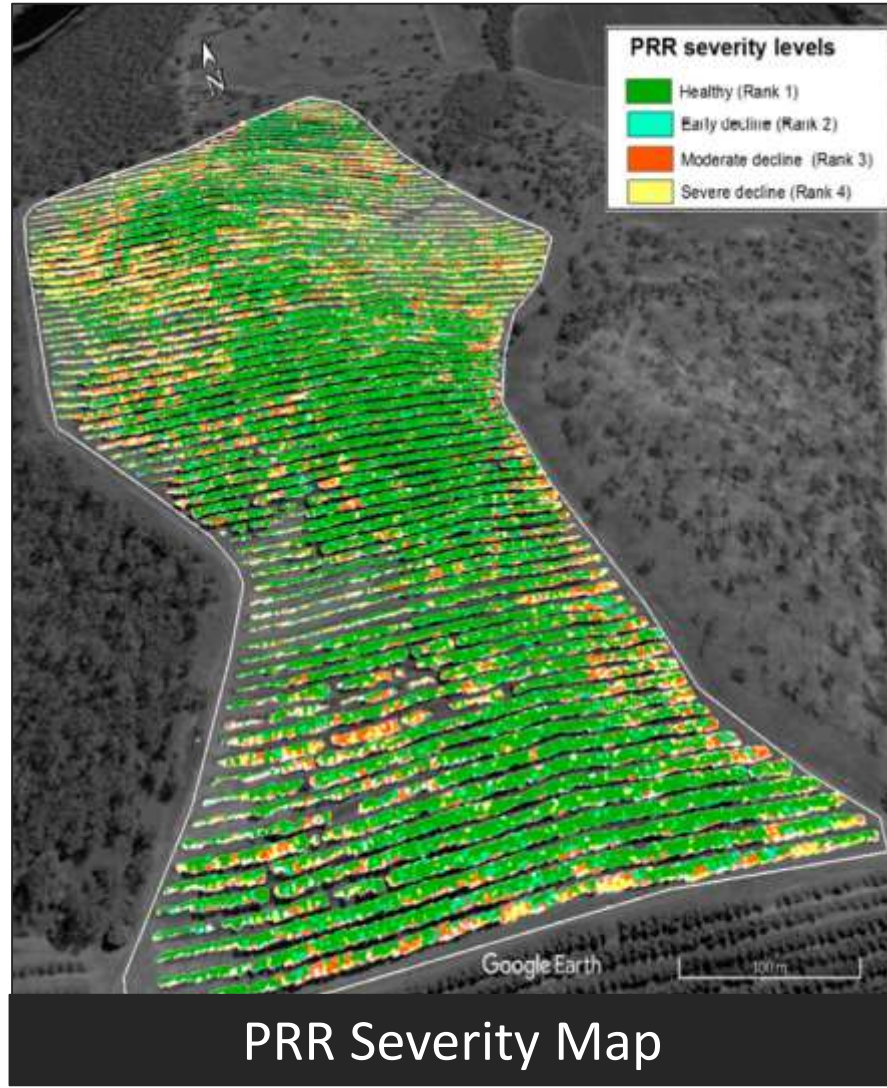 PRR severity levels
Healthy (Rank 1)
Early decline (Rank 2)
Moderate decline (Rank 3)
Severe decline (Rank 4)
N
Google Earth
100 m
PRR Severity Map